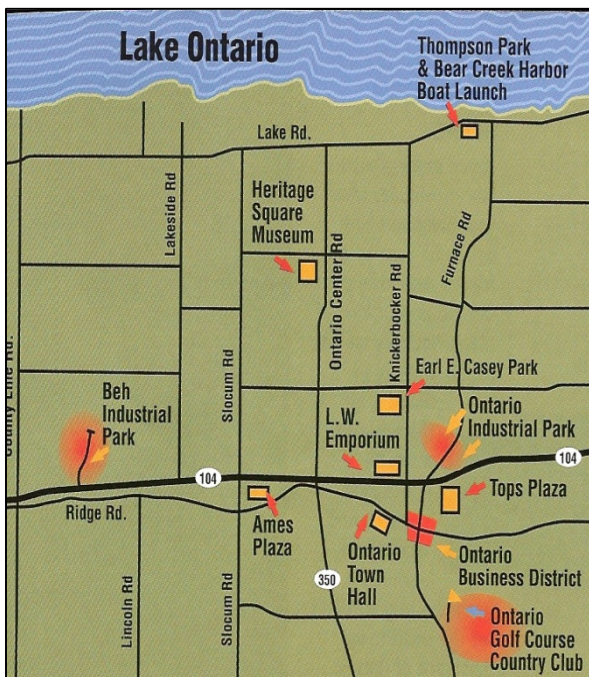 Lake Ontario
Thompson Park
& Bear Creek Harbor
Boat Launch
Lake Rd.
Lakeside Rd
Heritage
Square
Museum
Ontario Center Rd
Furnace Rd
Knickerbocker Rd
Slocum Rd
Earl E. Casey Park
County Line Rd.
Beh
Industrial
Park
L.W.
Emporium
Ontario
Industrial Park
104
104
Ridge Rd.
Ames
Plaza
Tops Plaza
Ontario
Town
Hall
Ontario
Business District
350
Lincoln Rd
Slocum Rd
Ontario
Golf Course
Country Club